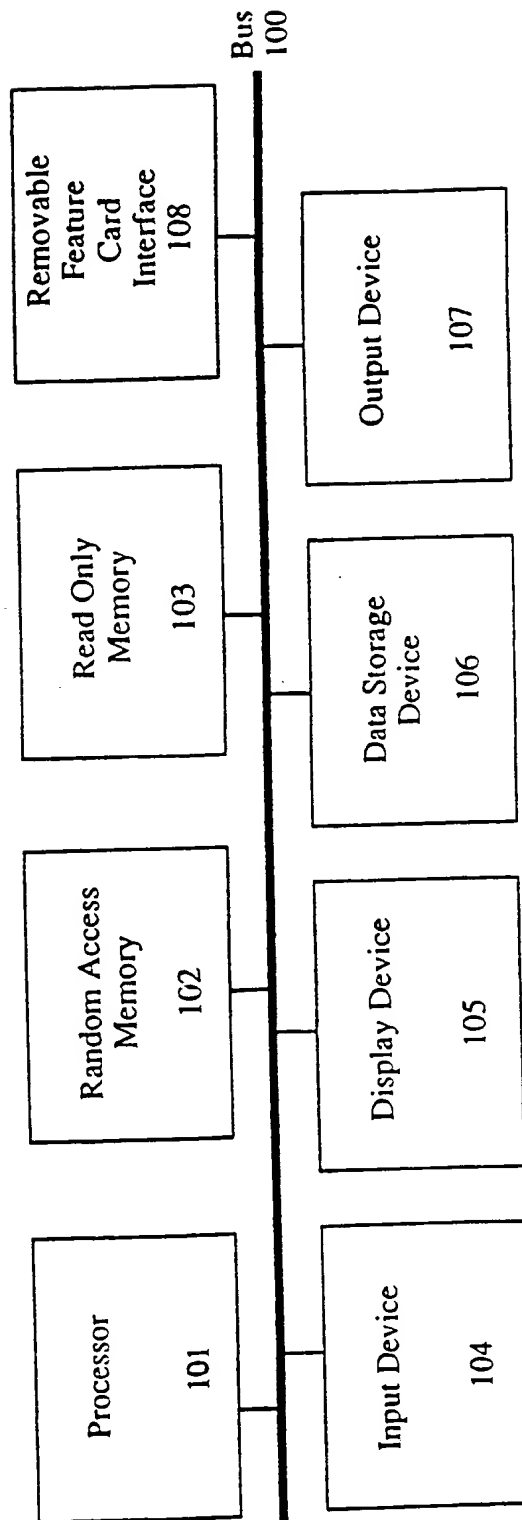 Processor
101
Random Access
Memory
102
Read Only
Memory
103
Removable
Feature
Card
Interface
108
Bus
100
Input Device
104
Display Device
105
Data Storage
Device
106
Output Device
107